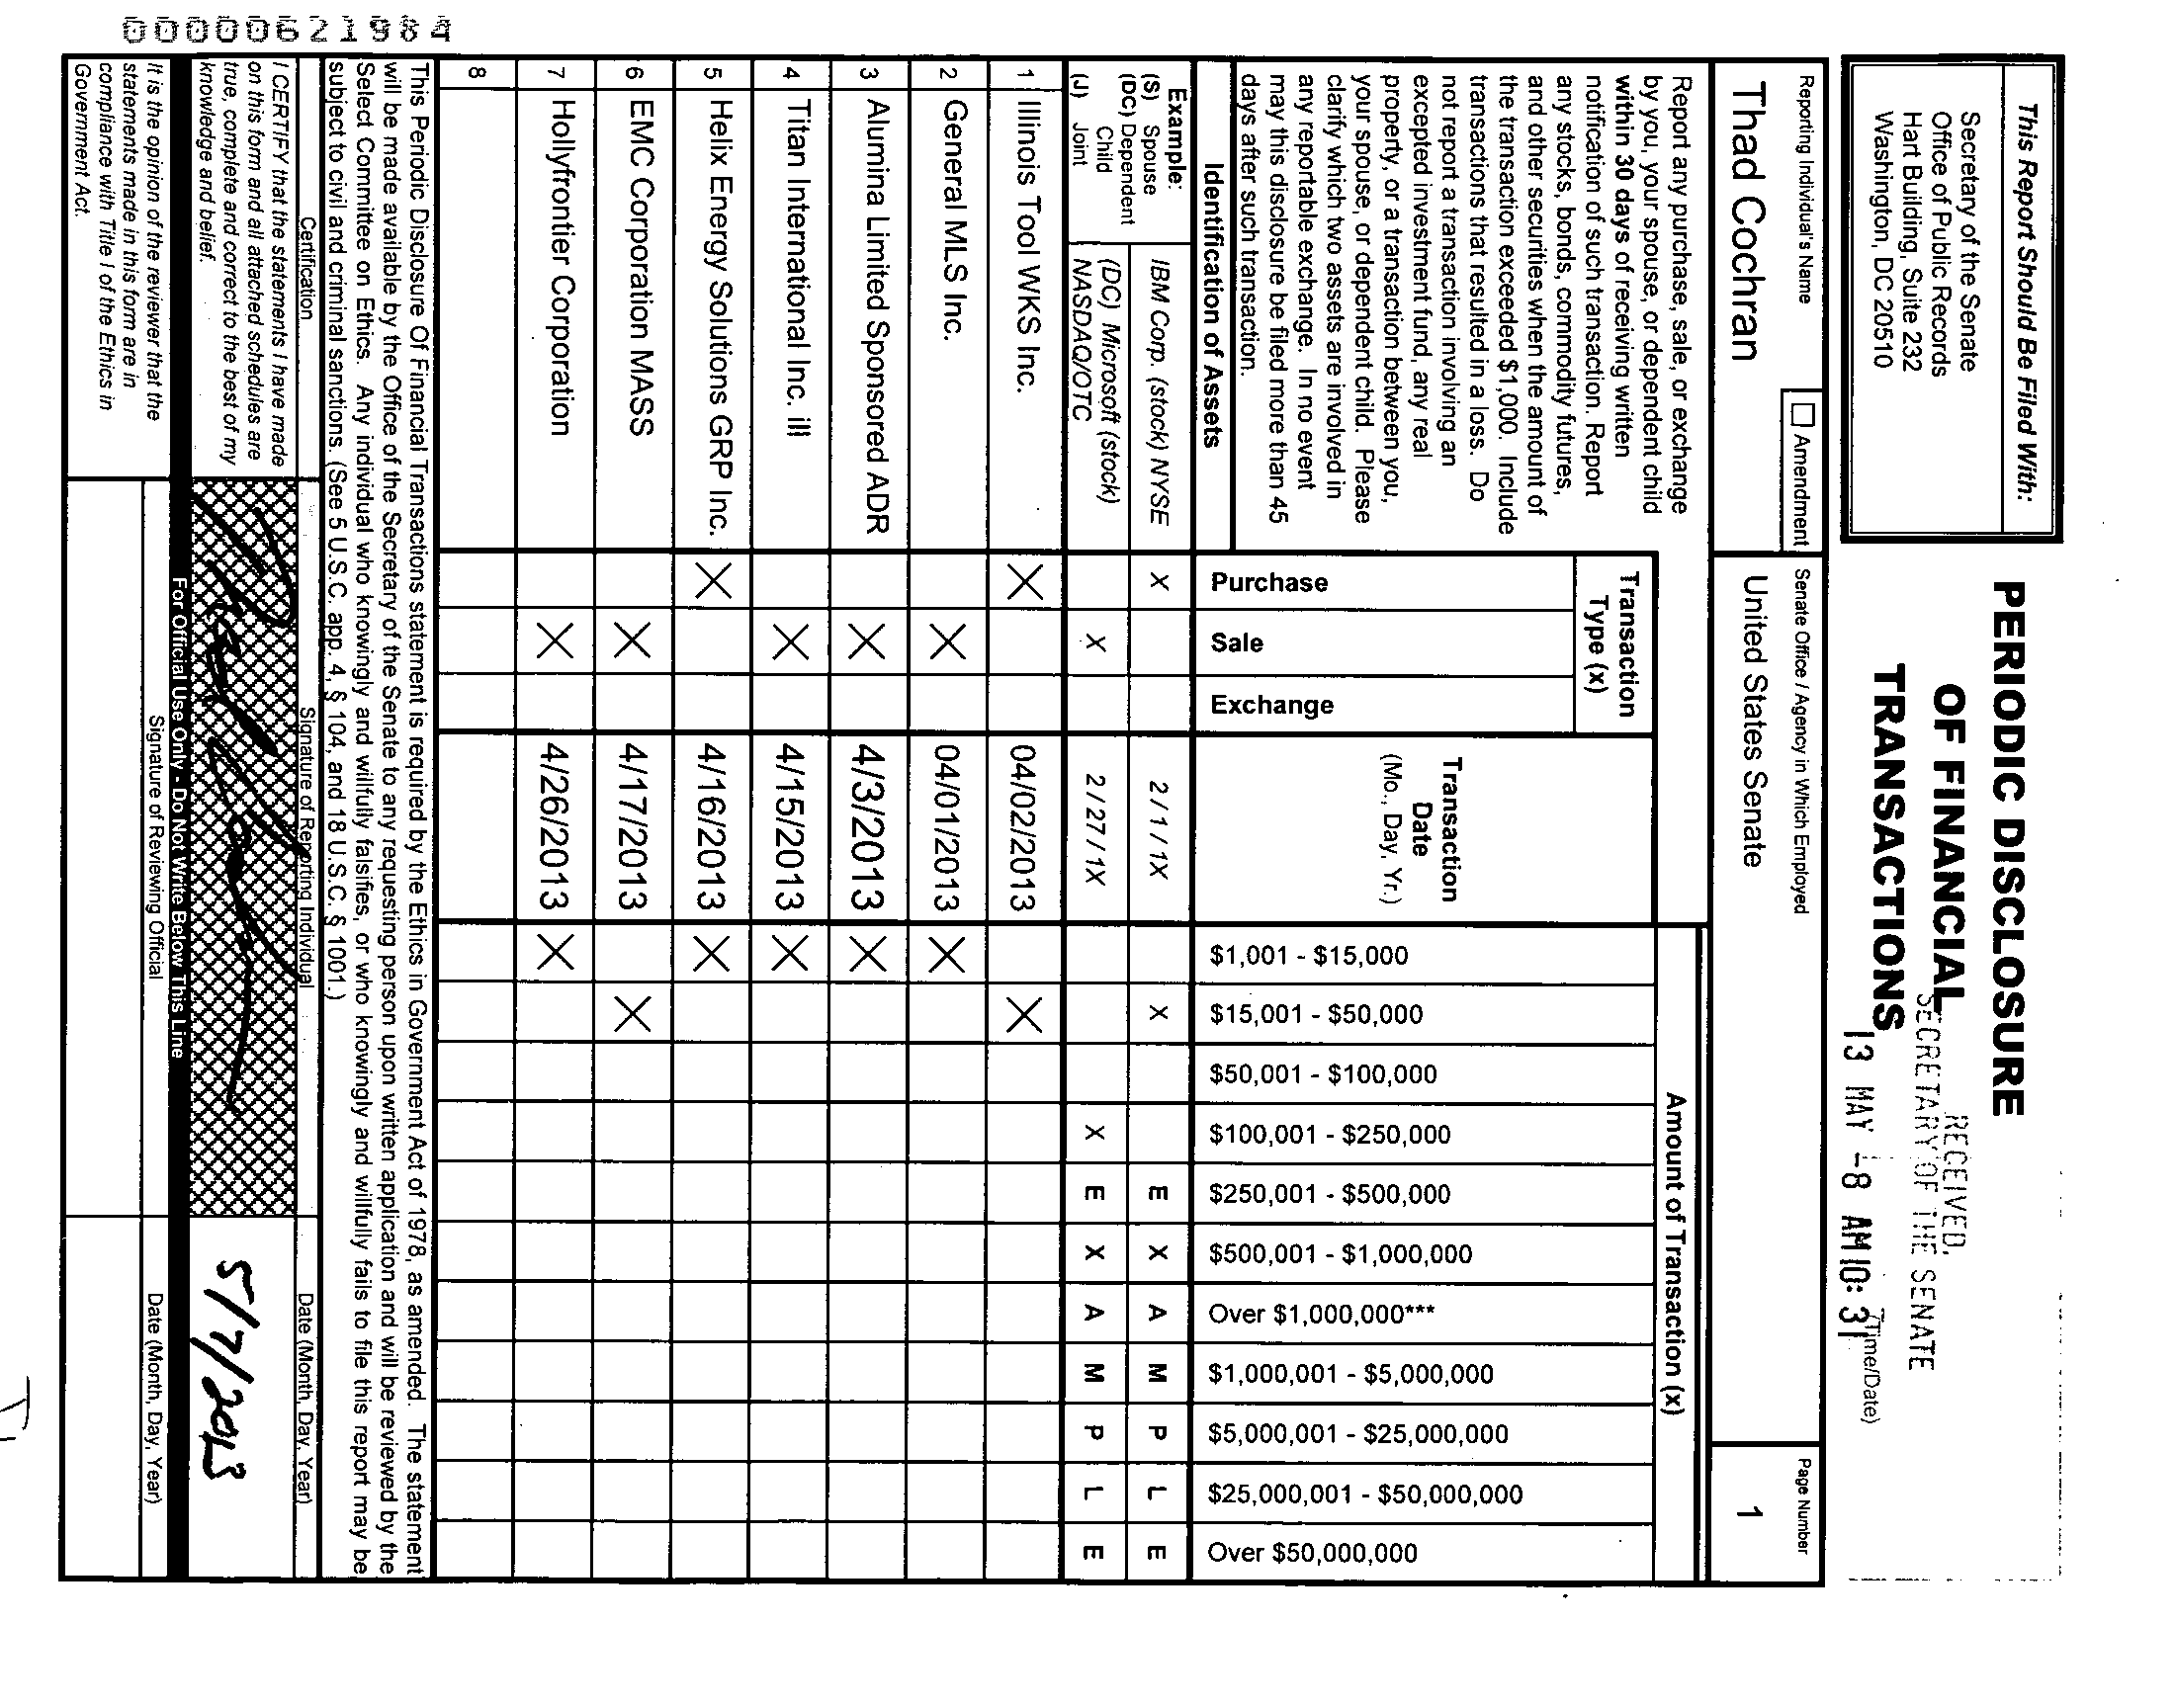 This Report Should Be Filed With:
Secretary of the Senate
Office of Public Records
Hart Building, Suite 232
Washington, DC 20510
PERIODIC DISCLOSURE
OF FINANCIAL
TRANSACTIONS
RECEIVED
SECRETARY OF THE SENATE
(Time/Date)
13 MAY -8 AM 10: 31
Reporting Individual's Name
☐ Amendment
Senate Office / Agency in Which Employed
Page Number
Thad Cochran
United States Senate
1
Report any purchase, sale, or exchange
by you, your spouse, or dependent child
within 30 days of receiving written
notification of such transaction. Report
any stocks, bonds, commodity futures,
and other securities when the amount of
the transaction exceeded $1,000. Include
transactions that resulted in a loss. Do
not report a transaction involving an
excepted investment fund, any real
property, or a transaction between you,
your spouse, or dependent child. Please
clarify which two assets are involved in
any reportable exchange. In no event
may this disclosure be filed more than 45
days after such transaction.
Identification of Assets
Transaction
Type (x)
Purchase
Sale
Exchange
Transaction
Date
(Mo., Day, Yr.)
Amount of Transaction (x)
$1,001 - $15,000
$15,001 - $50,000
$50,001 - $100,000
$100,001 - $250,000
$250,001 - $500,000
$500,001 - $1,000,000
Over $1,000,000***
$1,000,001 - $5,000,000
$5,000,001 - $25,000,000
$25,000,001 - $50,000,000
Over $50,000,000
Example:
(S) Spouse
(DC) Dependent
Child
(J) Joint
IBM Corp. (stock) NYSE X 2 / 1 / 1X X E X A M P L E
(DC) Microsoft (stock)
NASDAQ/OTC X 2 / 27 / 1X X E X A M P L E
1 Illinois Tool WKS Inc. X 04/02/2013 X
2 General MLS Inc. X 04/01/2013 X
3 Alumina Limited Sponsored ADR X 4/3/2013 X
4 Titan International Inc. ill X 4/15/2013 X
5 Helix Energy Solutions GRP Inc. X 4/16/2013 X
6 EMC Corporation MASS X 4/17/2013 X
7 Hollyfrontier Corporation X 4/26/2013 X
8
This Periodic Disclosure Of Financial Transactions statement is required by the Ethics in Government Act of 1978, as amended. The statement
will be made available by the Office of the Secretary of the Senate to any requesting person upon written application and will be reviewed by the
Select Committee on Ethics. Any individual who knowingly and willfully falsifies, or who knowingly and willfully fails to file this report may be
subject to civil and criminal sanctions. (See 5 U.S.C. app. 4, § 104, and 18 U.S.C. § 1001.)
Certification
Signature of Reporting Individual
Date (Month, Day, Year)
I CERTIFY that the statements I have made
on this form and all attached schedules are
true, complete and correct to the best of my
knowledge and belief.
5/7/2013
For Official Use Only - Do Not Write Below This Line
It is the opinion of the reviewer that the
statements made in this form are in
compliance with Title I of the Ethics in
Government Act.
Signature of Reviewing Official
Date (Month, Day, Year)
00000621984